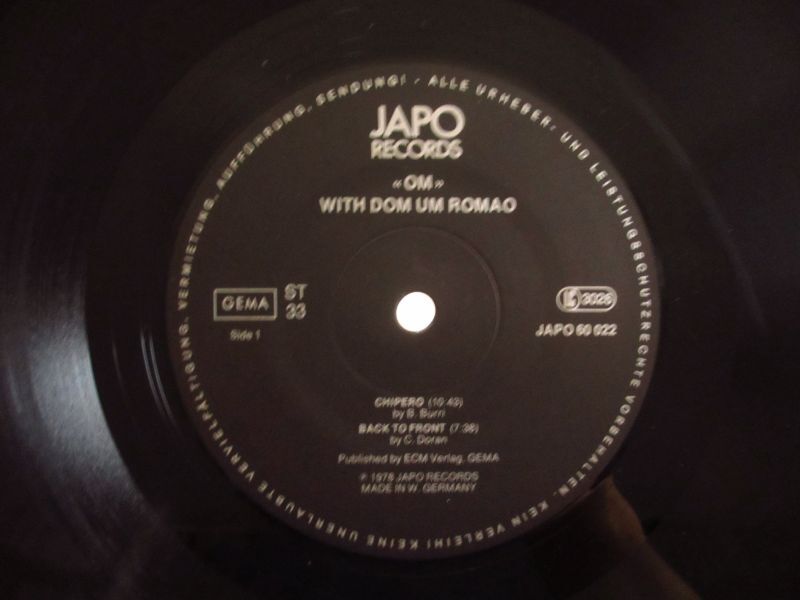 JAPO
RECORDS
«OM»
WITH DOM UM ROMAO
GEMA
ST
33
Side 1
LC 3026
JAPO 60 022
CHIPERO (10:43)
by B. Burri
BACK TO FRONT (7:38)
by C. Doran
Published by ECM Verlag. GEMA
℗ 1978 JAPO RECORDS
MADE IN W. GERMANY
ALLE URHEBER- UND LEISTUNGSSCHUTZRECHTE VORBEHALTEN. KEIN VERLEIH! KEINE UNERLAUBTE VERVIELFÄLTIGUNG, VERMIETUNG, AUFFÜHRUNG, SENDUNG! -